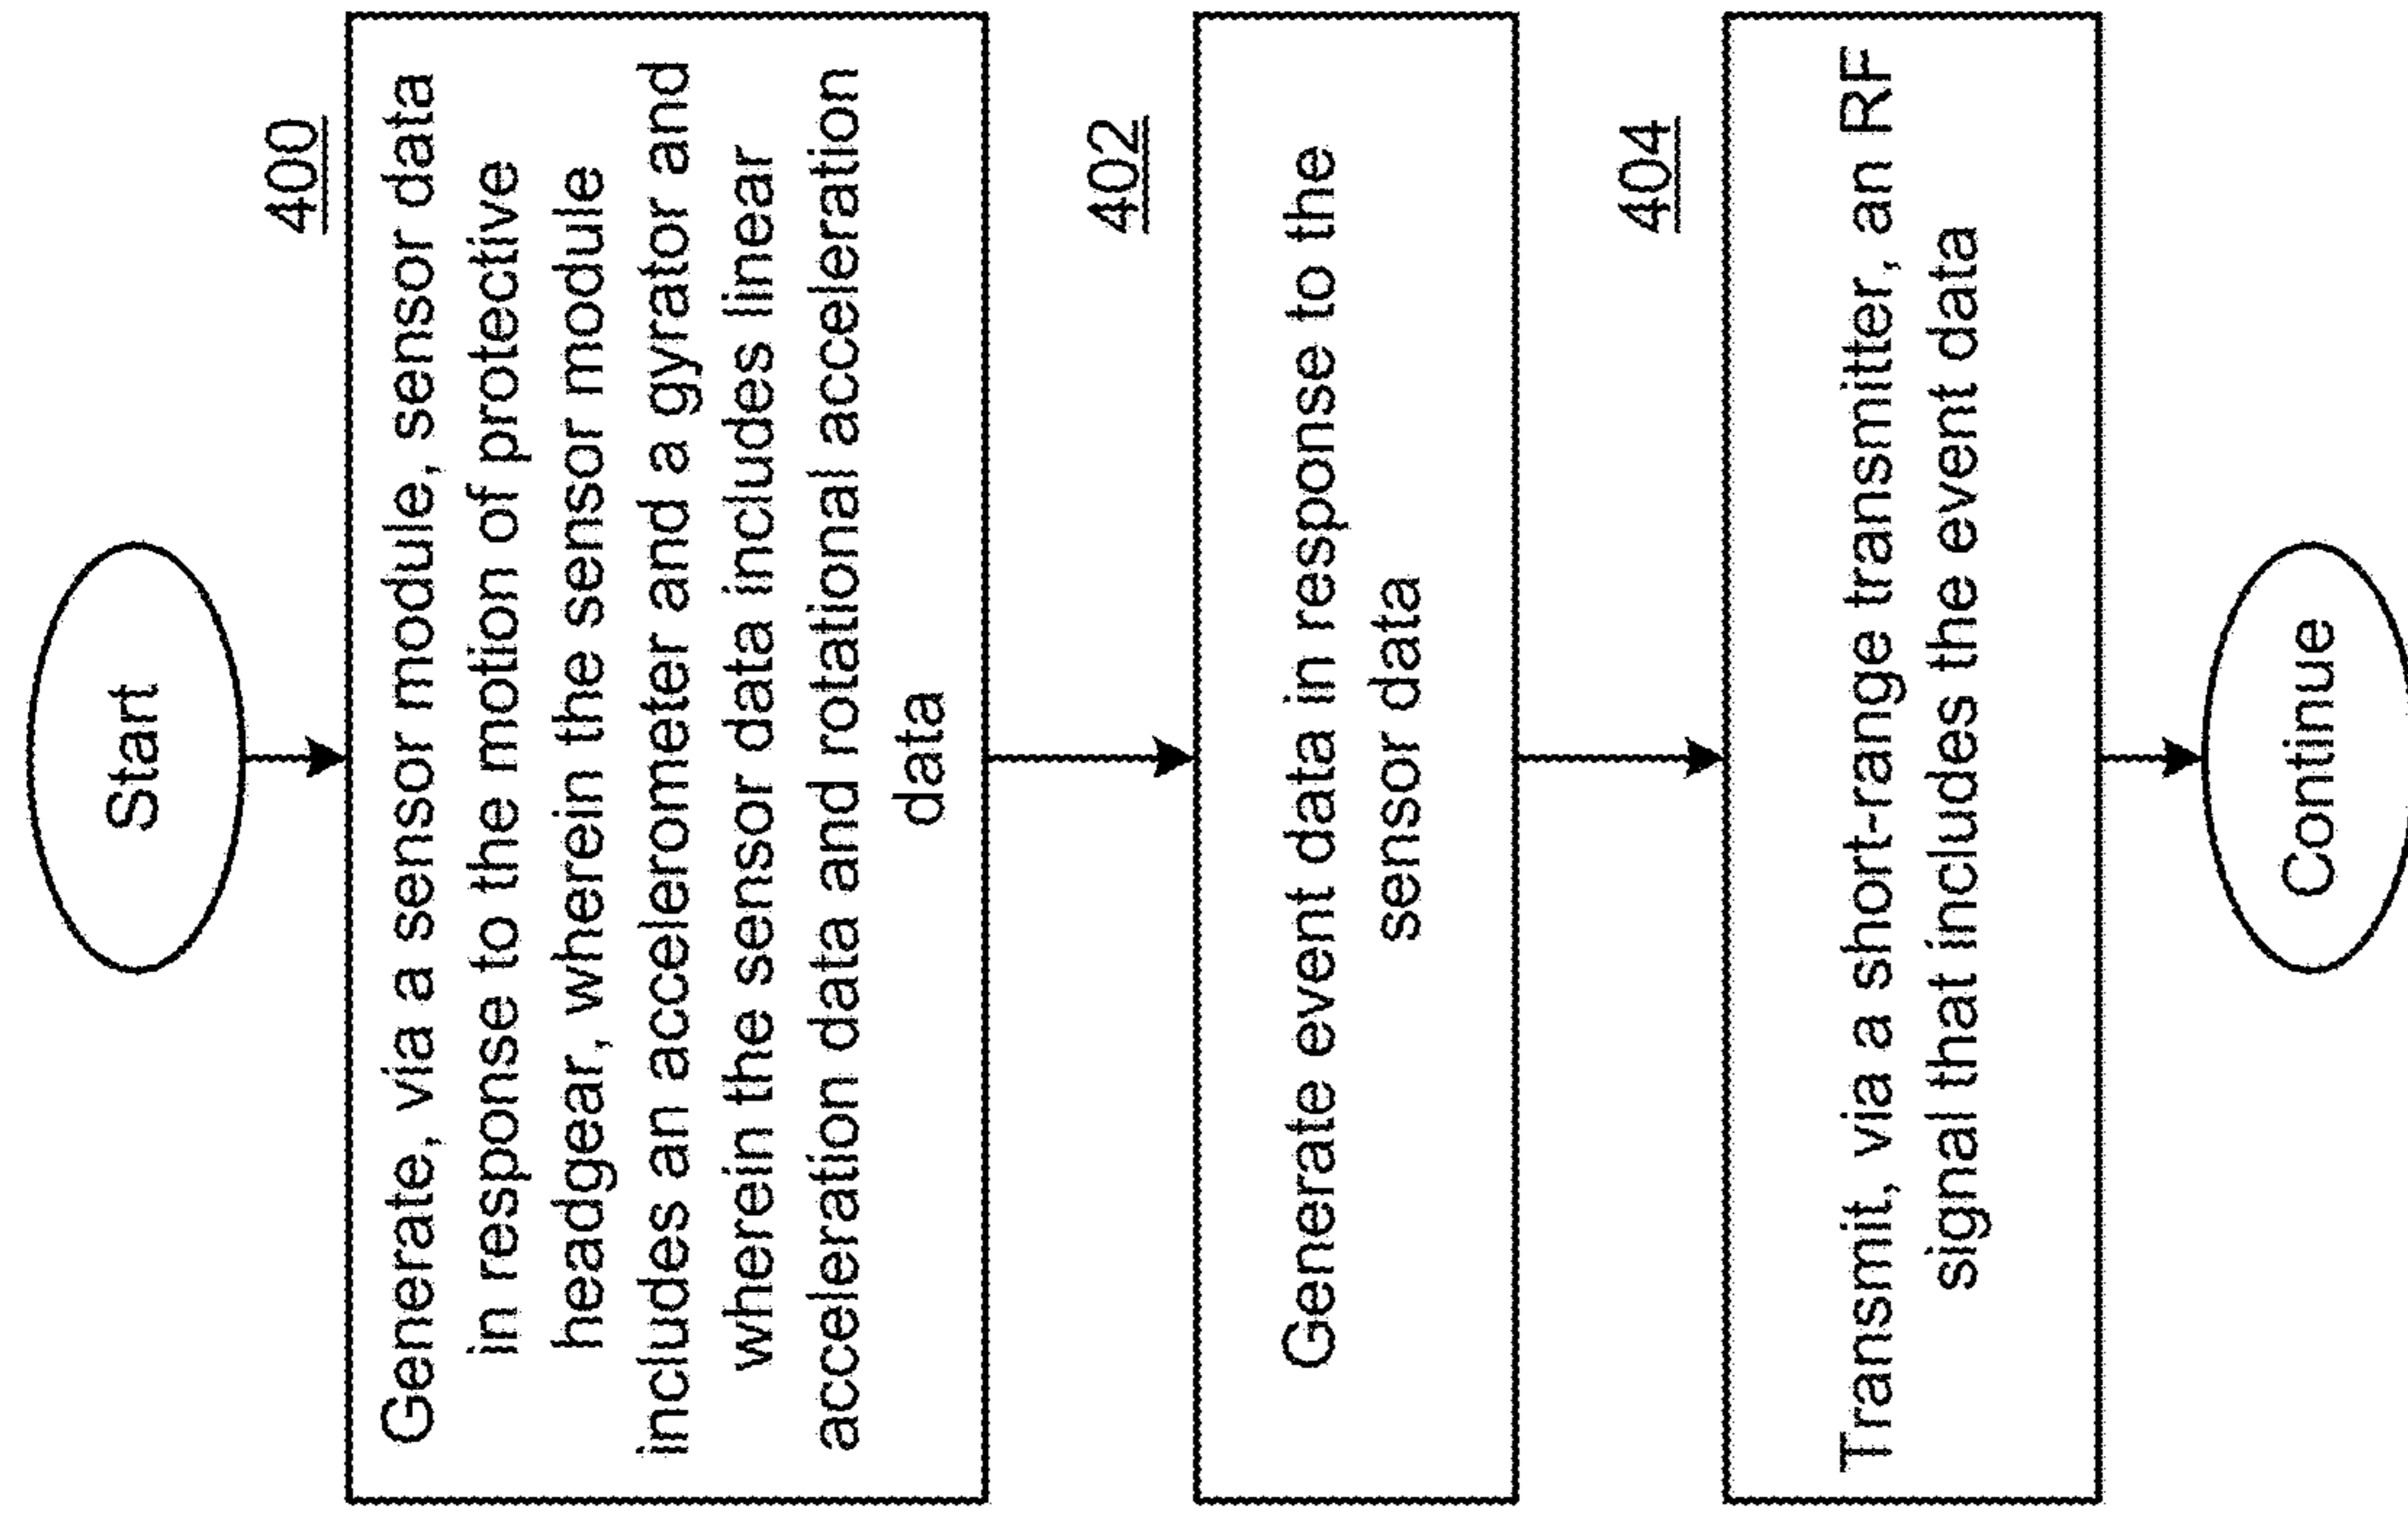 Start
400
Generate, via a sensor module, sensor data
in response to the motion of protective
headgear, wherein the sensor module
includes an accelerometer and a gyrator and
wherein the sensor data includes linear
acceleration data and rotational acceleration
data
402
Generate event data in response to the
sensor data
404
Transmit, via a short-range transmitter, an RF
signal that includes the event data
Continue